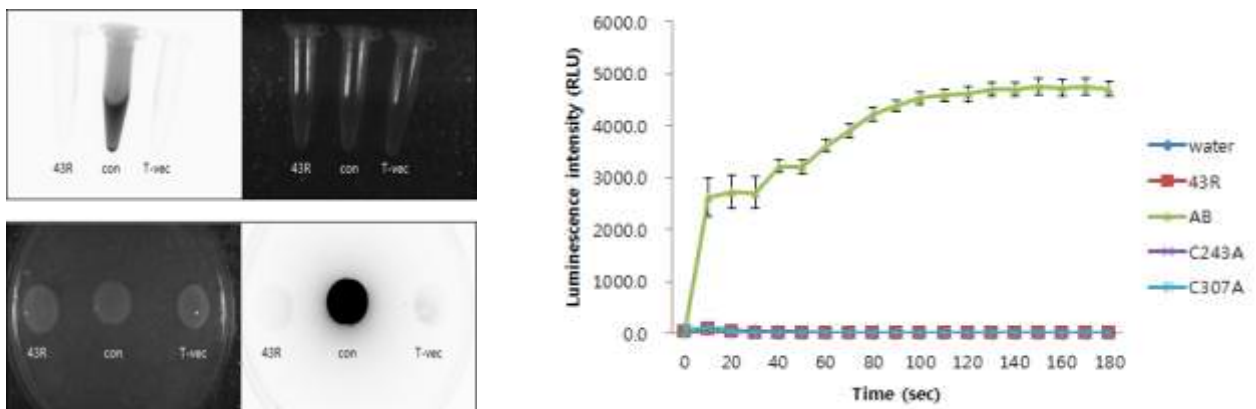 43R con T-vec
43R con T-vec
43R con T-vec
43R con T-vec
Luminescence intensity (RLU)
6000.0
5000.0
4000.0
3000.0
2000.0
1000.0
0.0
0 20 40 60 80 100 120 140 160 180
Time (sec)
water
43R
AB
C243A
C307A